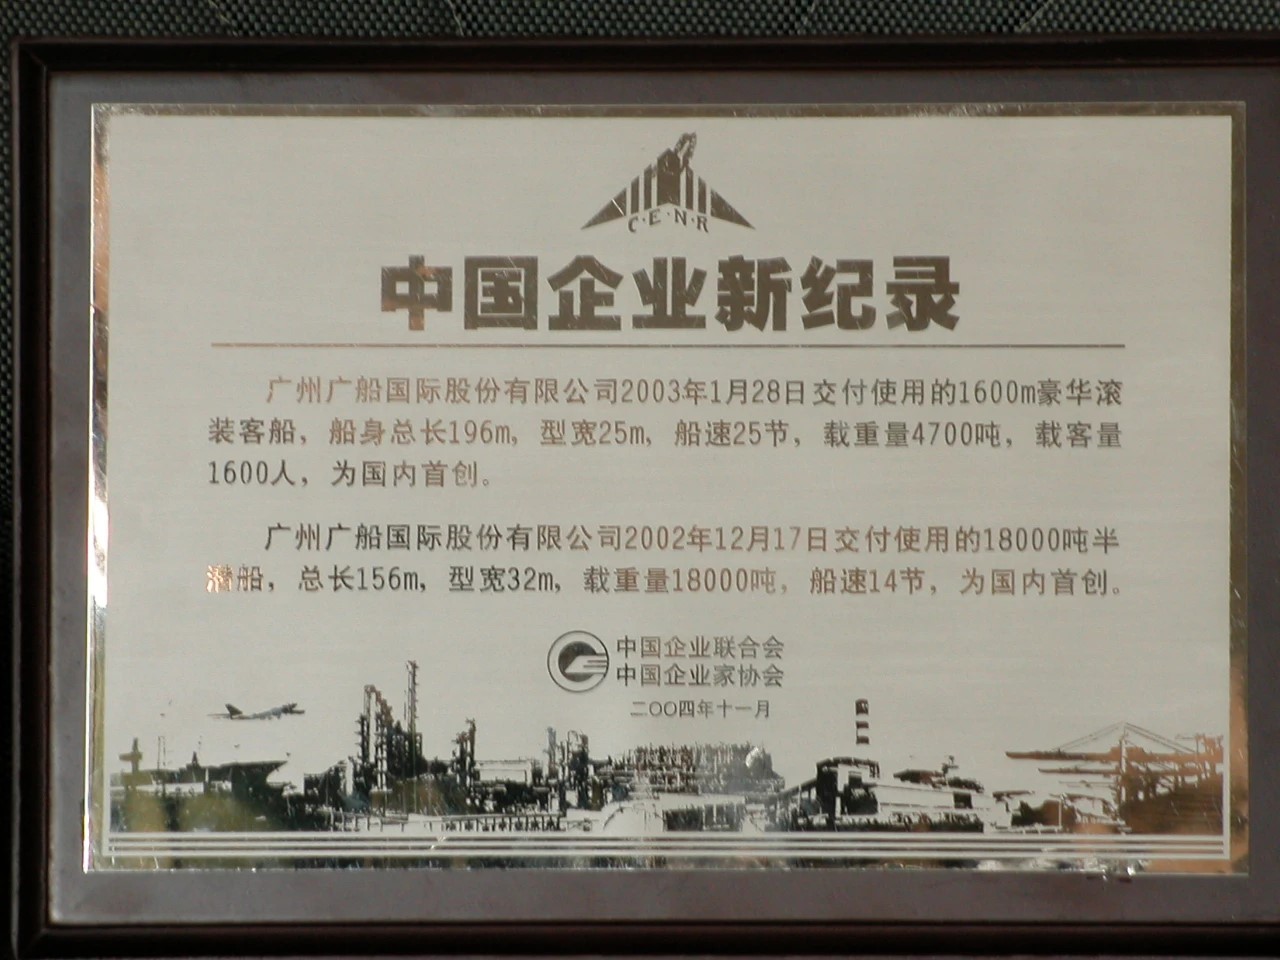 C·E·N·R
中国企业新纪录
广州广船国际股份有限公司2003年1月28日交付使用的1600m豪华滚
装客船，船身总长196m，型宽25m，船速25节，载重量4700吨，载客量
1600人，为国内首创。
广州广船国际股份有限公司2002年12月17日交付使用的18000吨半
潜船，总长156m，型宽32m，载重量18000吨，船速14节，为国内首创。
中国企业联合会
中国企业家协会
二〇〇四年十一月